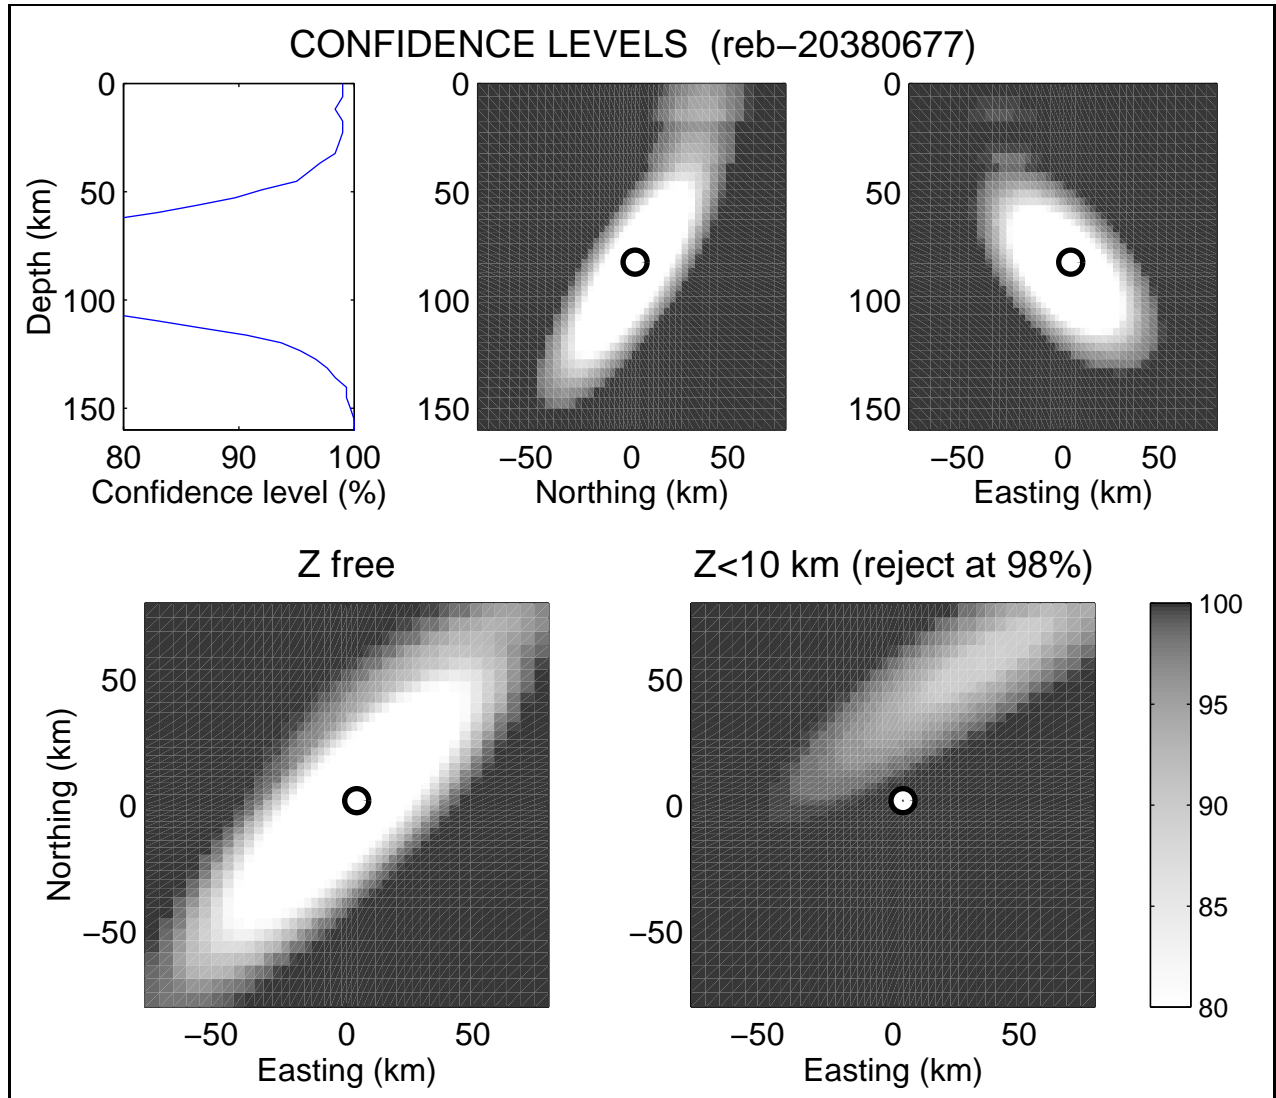 CONFIDENCE LEVELS (reb−20380677)
0
50
100
150
Depth (km)
80 90 100
Confidence level (%)
0
50
100
150
−50 0 50
Northing (km)
0
50
100
150
−50 0 50
Easting (km)
Z free
50
0
−50
Northing (km)
−50 0 50
Easting (km)
Z<10 km (reject at 98%)
50
0
−50
−50 0 50
Easting (km)
100
95
90
85
80